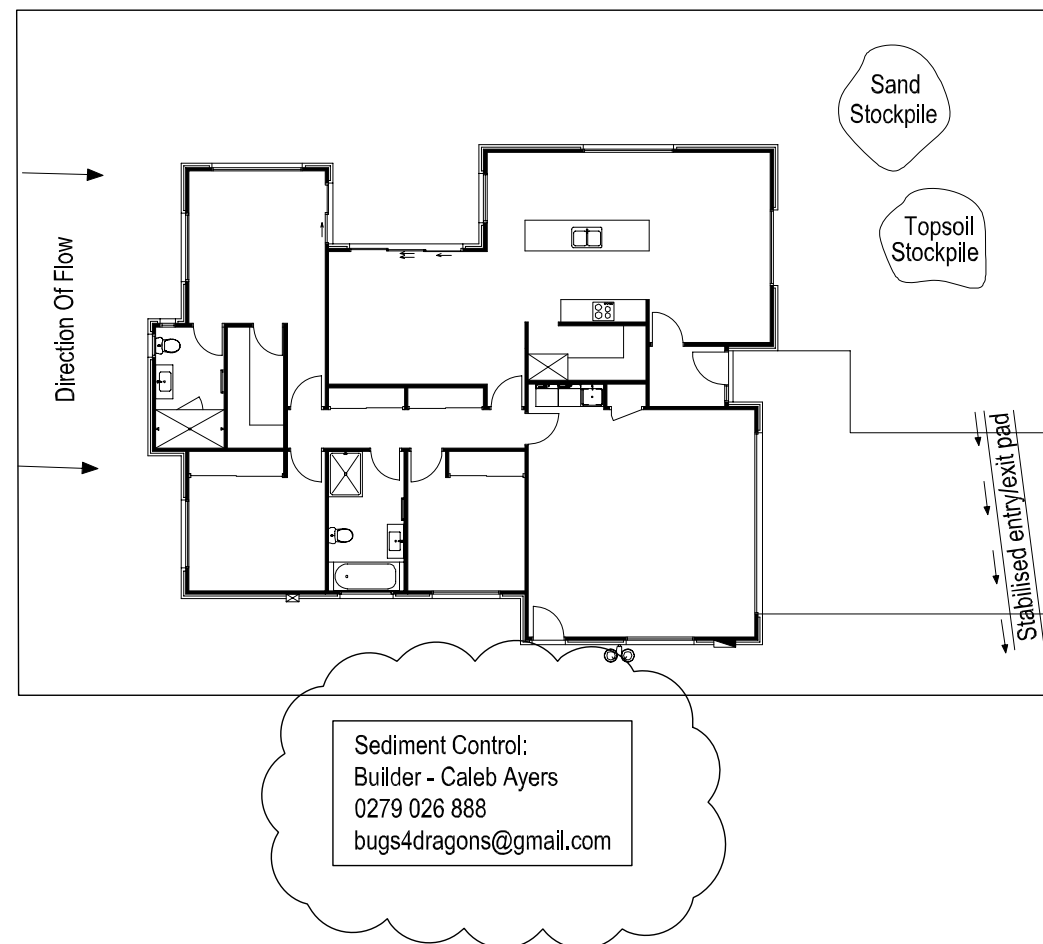 Sand
Stockpile
Topsoil
Stockpile
Direction Of Flow
Stabilised entry/exit pad
Sediment Control:
Builder - Caleb Ayers
0279 026 888
bugs4dragons@gmail.com